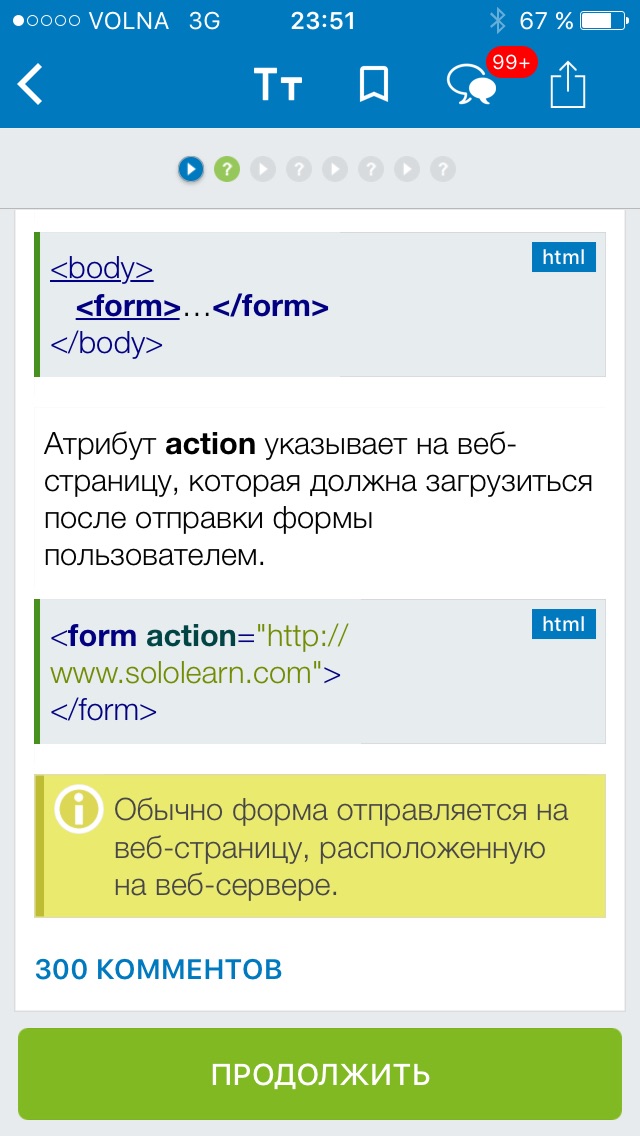 VOLNA 3G 23:51 67 %
TT 99+
? ? ? ?
<body> html
<form>...</form>
</body>
Атрибут action указывает на веб-
страницу, которая должна загрузиться
после отправки формы
пользователем.
<form action="http:// html
www.sololearn.com">
</form>
i Обычно форма отправляется на
веб-страницу, расположенную
на веб-сервере.
300 КОММЕНТОВ
ПРОДОЛЖИТЬ